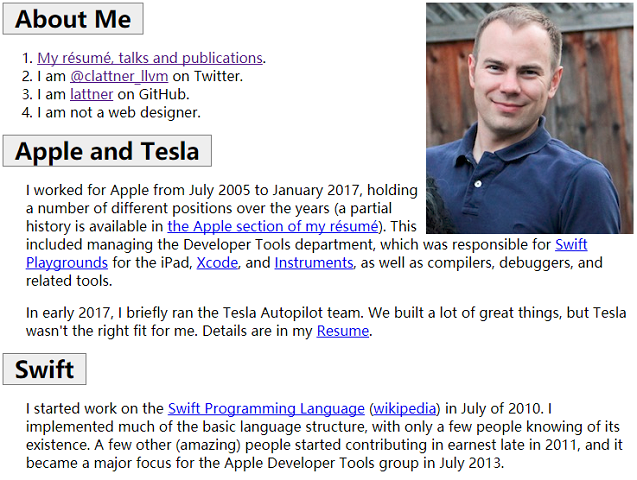 About Me
1. My résumé, talks and publications.
2. I am @clattner_llvm on Twitter.
3. I am lattner on GitHub.
4. I am not a web designer.
Apple and Tesla
I worked for Apple from July 2005 to January 2017, holding
a number of different positions over the years (a partial
history is available in the Apple section of my résumé). This
included managing the Developer Tools department, which was responsible for Swift
Playgrounds for the iPad, Xcode, and Instruments, as well as compilers, debuggers, and
related tools.
In early 2017, I briefly ran the Tesla Autopilot team. We built a lot of great things, but Tesla
wasn't the right fit for me. Details are in my Resume.
Swift
I started work on the Swift Programming Language (wikipedia) in July of 2010. I
implemented much of the basic language structure, with only a few people knowing of its
existence. A few other (amazing) people started contributing in earnest late in 2011, and it
became a major focus for the Apple Developer Tools group in July 2013.